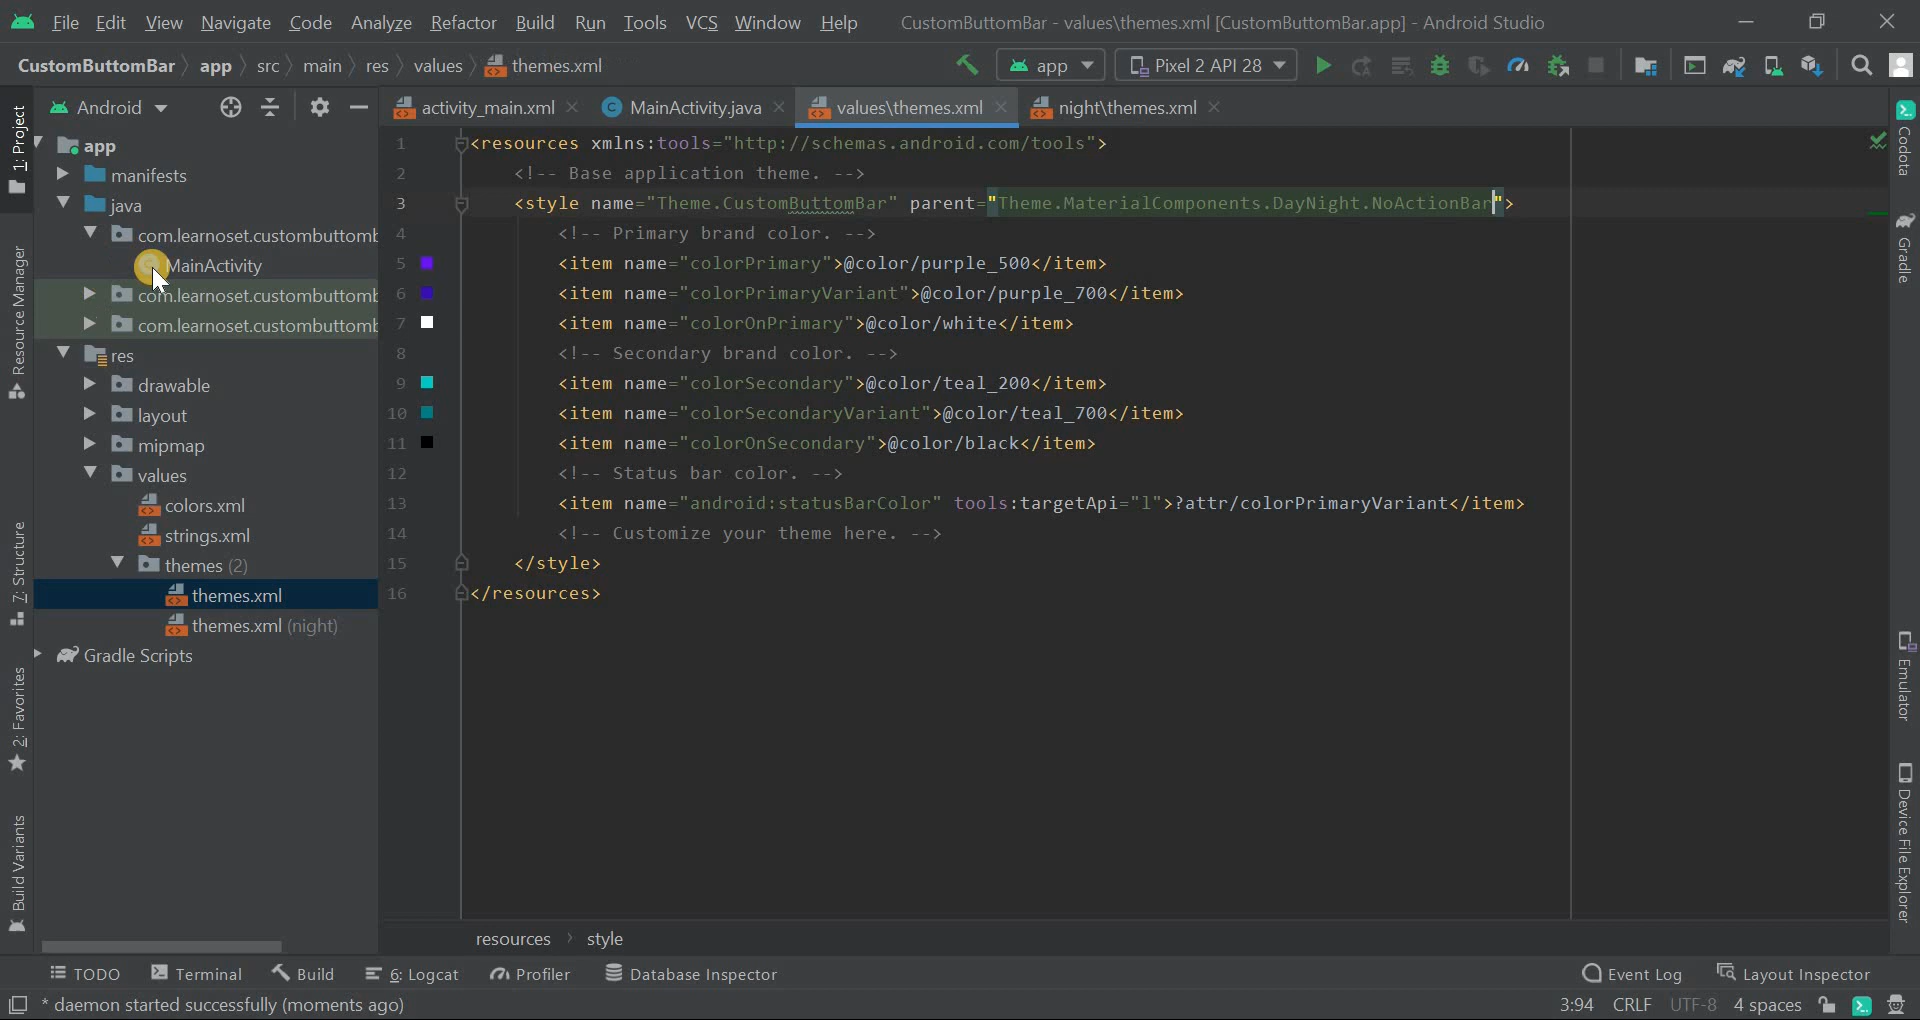 File Edit View Navigate Code Analyze Refactor Build Run Tools VCS Window Help CustomButtomBar - values\themes.xml [CustomButtomBar.app] - Android Studio
CustomButtomBar app src main res values themes.xml app Pixel 2 API 28
Android activity_main.xml MainActivity.java values\themes.xml night\themes.xml
1: Project
Resource Manager
7: Structure
2: Favorites
Build Variants
app
manifests
java
com.learnoset.custombuttomb
MainActivity
com.learnoset.custombuttomb
com.learnoset.custombuttomb
res
drawable
layout
mipmap
values
colors.xml
strings.xml
themes (2)
themes.xml
themes.xml (night)
Gradle Scripts
1 <resources xmlns:tools="http://schemas.android.com/tools">
2 <!-- Base application theme. -->
3 <style name="Theme.CustomButtomBar" parent="Theme.MaterialComponents.DayNight.NoActionBar">
4 <!-- Primary brand color. -->
5 <item name="colorPrimary">@color/purple_500</item>
6 <item name="colorPrimaryVariant">@color/purple_700</item>
7 <item name="colorOnPrimary">@color/white</item>
8 <!-- Secondary brand color. -->
9 <item name="colorSecondary">@color/teal_200</item>
10 <item name="colorSecondaryVariant">@color/teal_700</item>
11 <item name="colorOnSecondary">@color/black</item>
12 <!-- Status bar color. -->
13 <item name="android:statusBarColor" tools:targetApi="l">?attr/colorPrimaryVariant</item>
14 <!-- Customize your theme here. -->
15 </style>
16 </resources>
Codota
Gradle
Emulator
Device File Explorer
resources style
TODO Terminal Build 6: Logcat Profiler Database Inspector Event Log Layout Inspector
* daemon started successfully (moments ago) 3:94 CRLF UTF-8 4 spaces